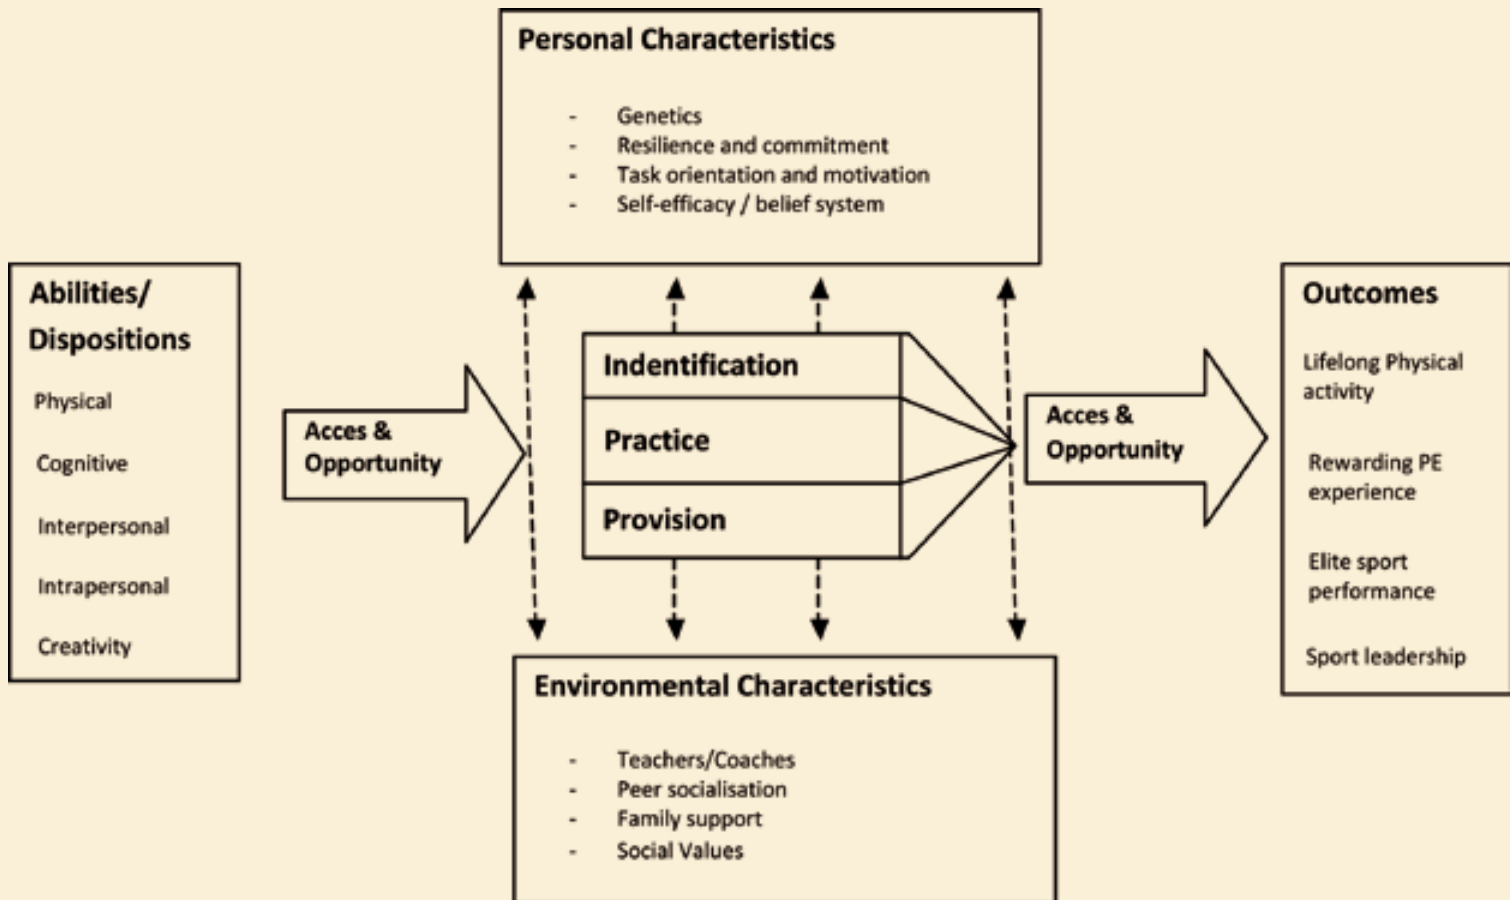 Personal Characteristics
- Genetics
- Resilience and commitment
- Task orientation and motivation
- Self-efficacy / belief system
Abilities/
Dispositions
Physical
Cognitive
Interpersonal
Intrapersonal
Creativity
Acces &
Opportunity
Indentification
Practice
Provision
Acces &
Opportunity
Outcomes
Lifelong Physical
activity
Rewarding PE
experience
Elite sport
performance
Sport leadership
Environmental Characteristics
- Teachers/Coaches
- Peer socialisation
- Family support
- Social Values